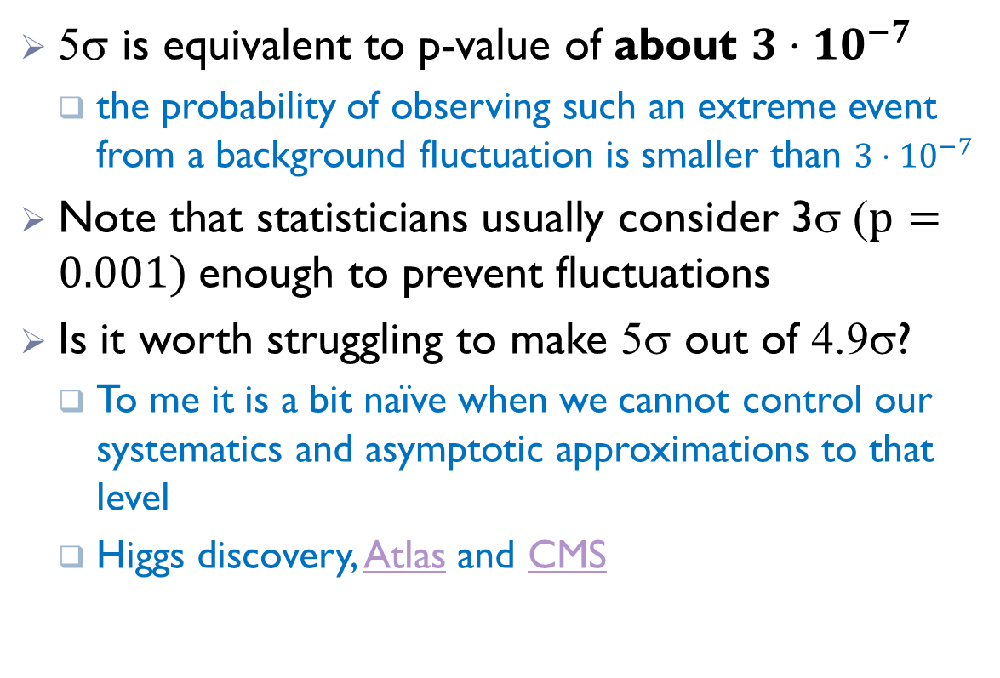 ➢ 5σ is equivalent to p-value of about 3 · 10⁻⁷
❑ the probability of observing such an extreme event
from a background fluctuation is smaller than 3 · 10⁻⁷
➢ Note that statisticians usually consider 3σ (p =
0.001) enough to prevent fluctuations
➢ Is it worth struggling to make 5σ out of 4.9σ?
❑ To me it is a bit naïve when we cannot control our
systematics and asymptotic approximations to that
level
❑ Higgs discovery, Atlas and CMS